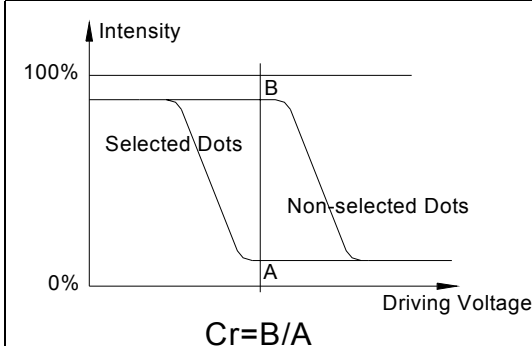 Intensity
100%
B
Selected Dots
Non-selected Dots
A
0%
Driving Voltage
Cr=B/A